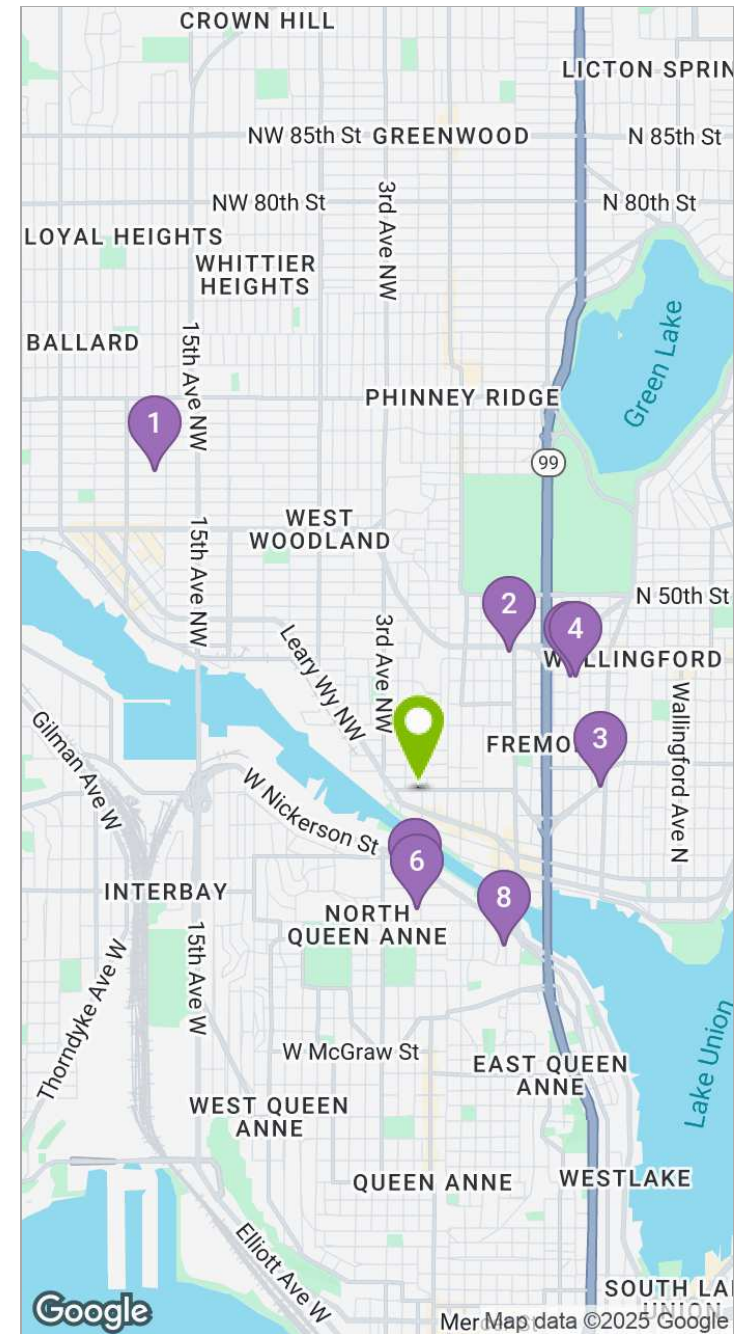 CROWN HILL
LICTON SPRIN
NW 85th St
GREENWOOD
N 85th St
NW 80th St
3rd Ave NW
N 80th St
LOYAL HEIGHTS
WHITTIER
HEIGHTS
BALLARD
15th Ave NW
Green Lake
PHINNEY RIDGE
1
99
WEST
WOODLAND
15th Ave NW
2
N 50th St
4
3rd Ave NW
Leary Wy NW
LLINGFORD
Wallingford Ave N
Gilman Ave W
FREMO
3
W Nickerson St
6
INTERBAY
8
NORTH
QUEEN ANNE
15th Ave W
Thorndyke Ave W
W McGraw St
EAST QUEEN
ANNE
Lake Union
WEST QUEEN
ANNE
QUEEN ANNE
WESTLAKE
Elliott Ave W
SOUTH LA
UNION
Google
Mer
Map data ©2025 Google